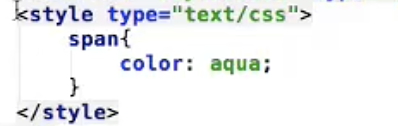 <style type="text/css">
    span{
        color: aqua;
    }
</style>